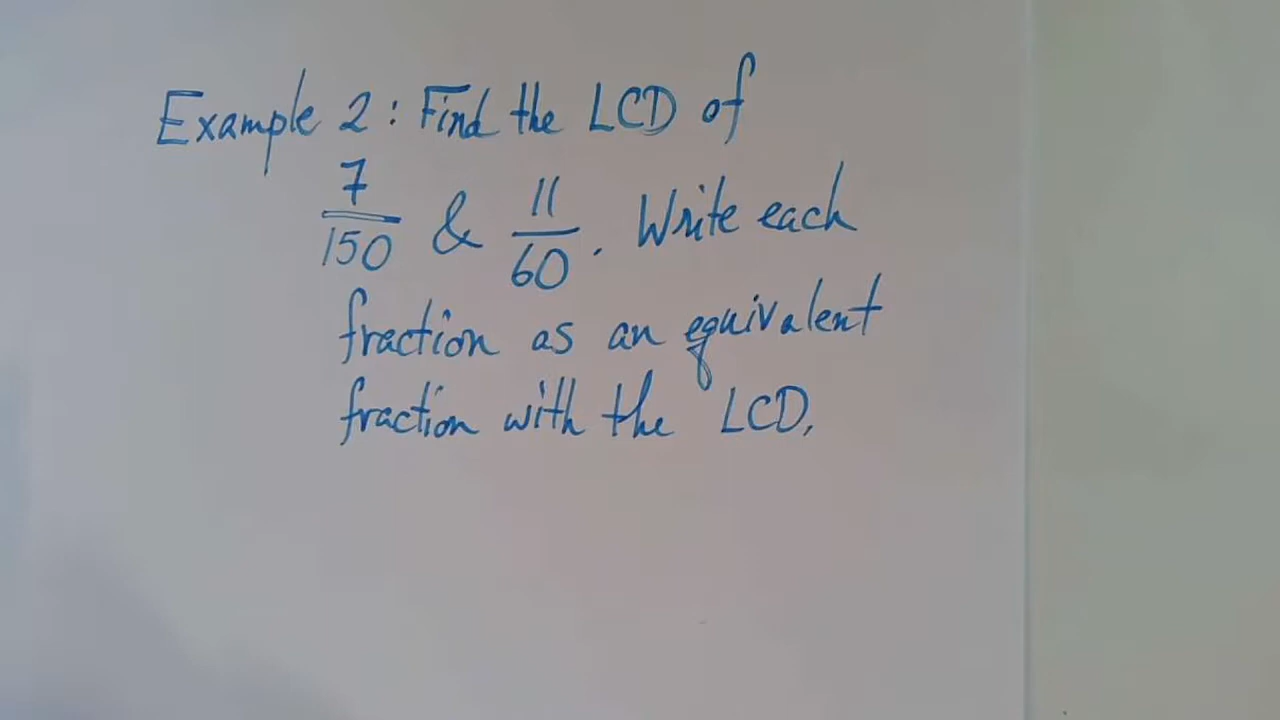 Example 2: Find the LCD of
7/150 & 11/60. Write each
fraction as an equivalent
fraction with the LCD.